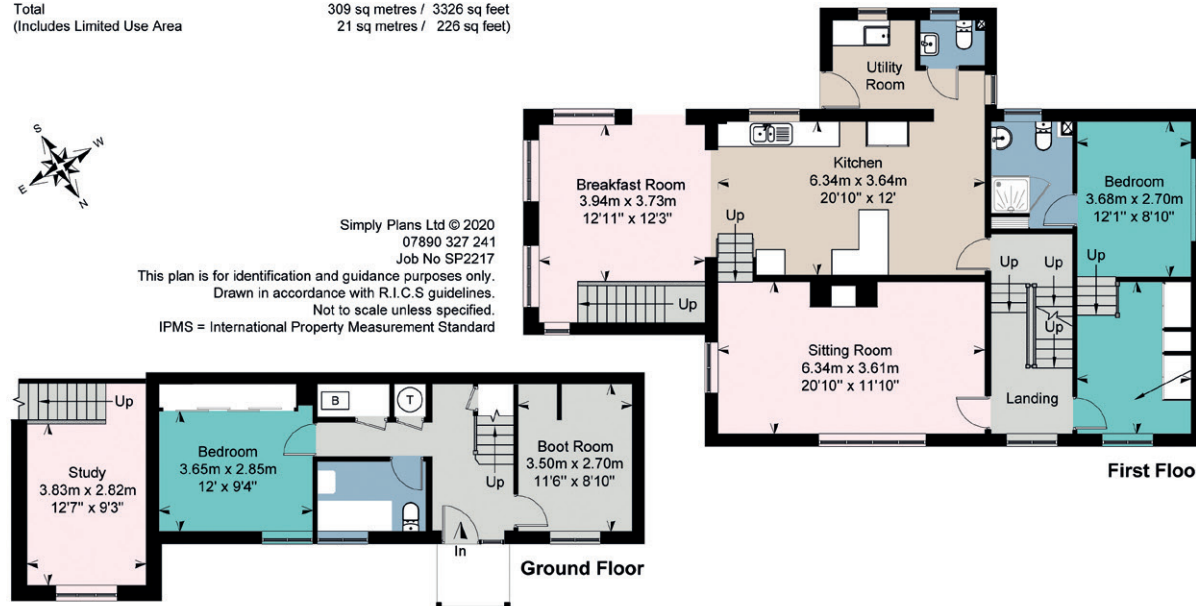 Total 309 sq metres / 3326 sq feet
(Includes Limited Use Area 21 sq metres / 226 sq feet)
S
W
E
N
Simply Plans Ltd © 2020
07890 327 241
Job No SP2217
This plan is for identification and guidance purposes only.
Drawn in accordance with R.I.C.S guidelines.
Not to scale unless specified.
IPMS = International Property Measurement Standard
Utility
Room
Breakfast Room
3.94m x 3.73m
12'11" x 12'3"
Up
Kitchen
6.34m x 3.64m
20'10" x 12'
Up
Bedroom
3.68m x 2.70m
12'1" x 8'10"
Up
Up
Up
Up
Sitting Room
6.34m x 3.61m
20'10" x 11'10"
Landing
First Floo
Up
Study
3.83m x 2.82m
12'7" x 9'3"
Bedroom
3.65m x 2.85m
12' x 9'4"
B
T
Up
Boot Room
3.50m x 2.70m
11'6" x 8'10"
In
Ground Floor